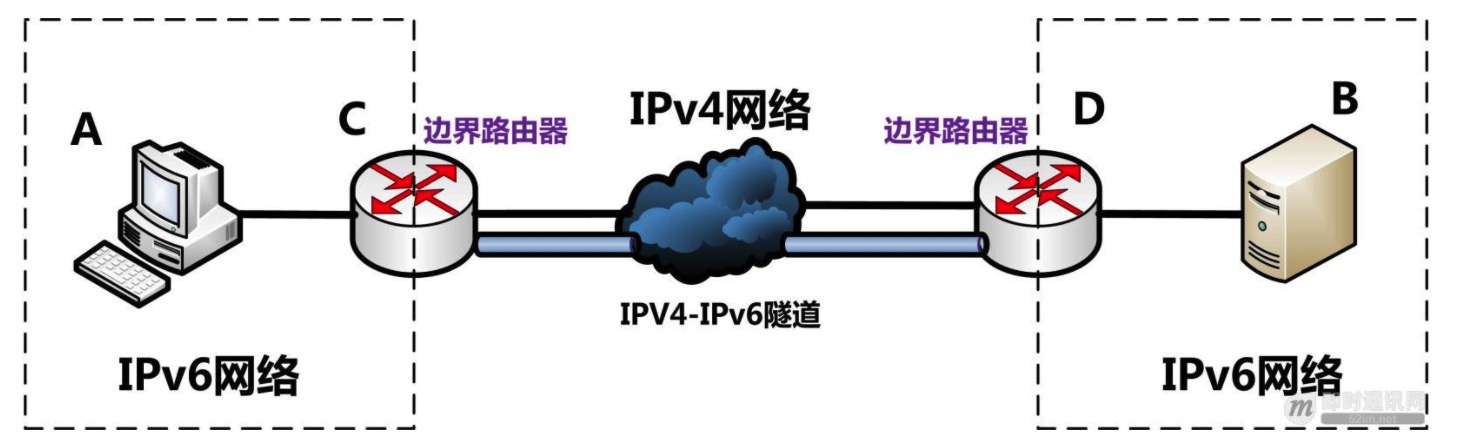 A
C
边界路由器
IPv4网络
边界路由器
D
B
IPV4-IPv6隧道
IPv6网络
IPv6网络
m 即时通讯网
52im.net